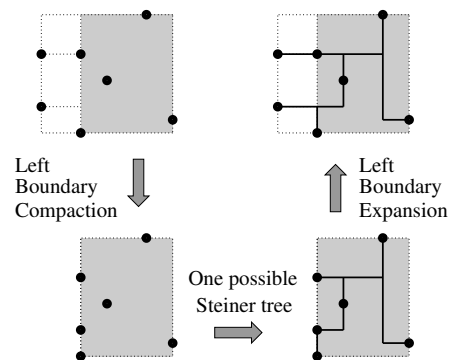 Left
Boundary
Compaction
Left
Boundary
Expansion
One possible
Steiner tree